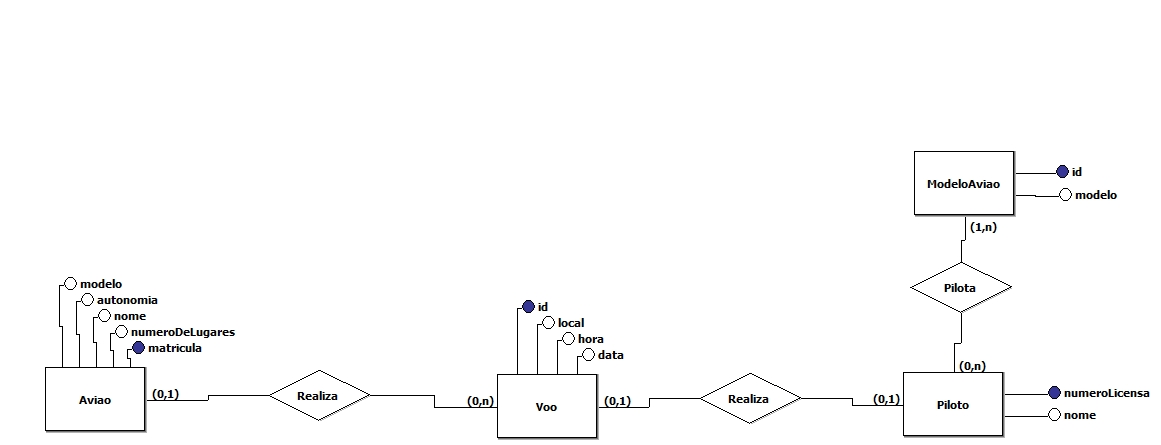 id
ModeloAviao
modelo
(1,n)
Pilota
modelo
autonomia
nome
numeroDeLugares
matricula
id
local
hora
data
(0,n)
Aviao
(0,1)
Realiza
(0,n)
Voo
(0,1)
Realiza
(0,1)
Piloto
numeroLicensa
nome